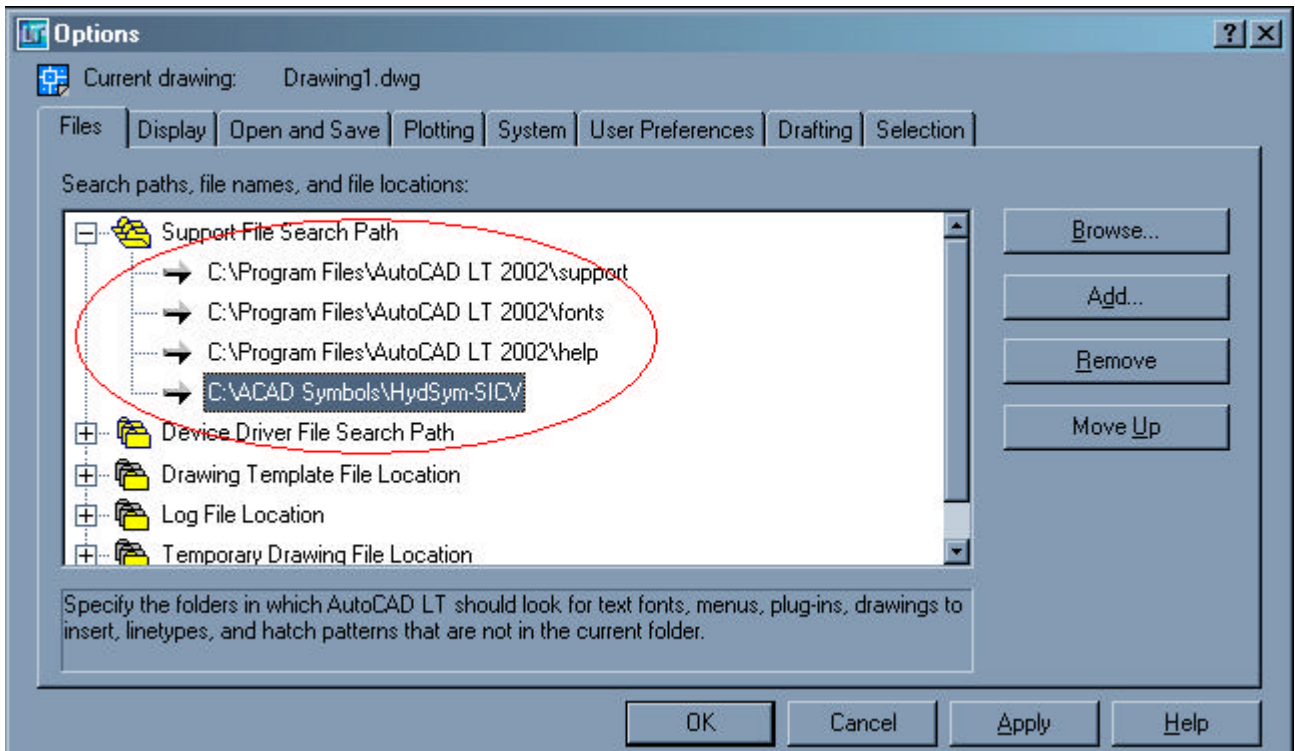 LT Options ? X
Current drawing: Drawing1.dwg
Files Display Open and Save Plotting System User Preferences Drafting Selection
Search paths, file names, and file locations:
Support File Search Path
C:\Program Files\AutoCAD LT 2002\support
C:\Program Files\AutoCAD LT 2002\fonts
C:\Program Files\AutoCAD LT 2002\help
C:\ACAD Symbols\HydSym-SICV
Device Driver File Search Path
Drawing Template File Location
Log File Location
Temporary Drawing File Location
Browse...
Add...
Remove
Move Up
Specify the folders in which AutoCAD LT should look for text fonts, menus, plug-ins, drawings to
insert, linetypes, and hatch patterns that are not in the current folder.
OK Cancel Apply Help